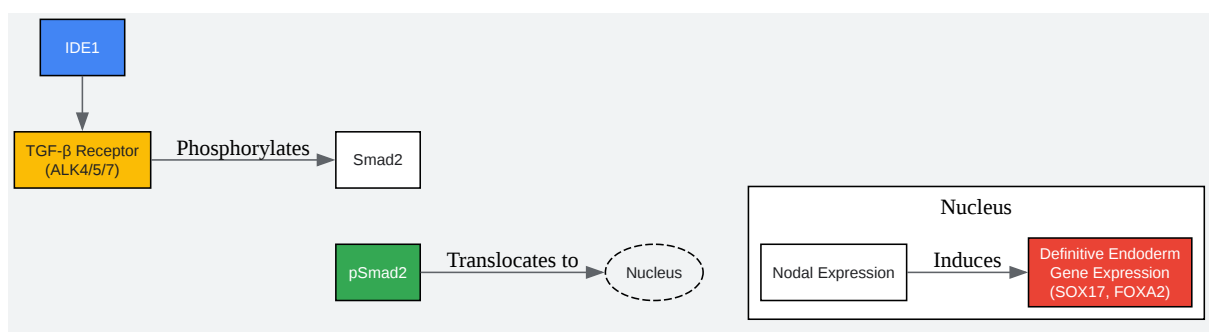 IDE1
TGF-β Receptor
(ALK4/5/7)
Phosphorylates
Smad2
pSmad2
Translocates to
Nucleus
Nucleus
Nodal Expression
Induces
Definitive Endoderm
Gene Expression
(SOX17, FOXA2)